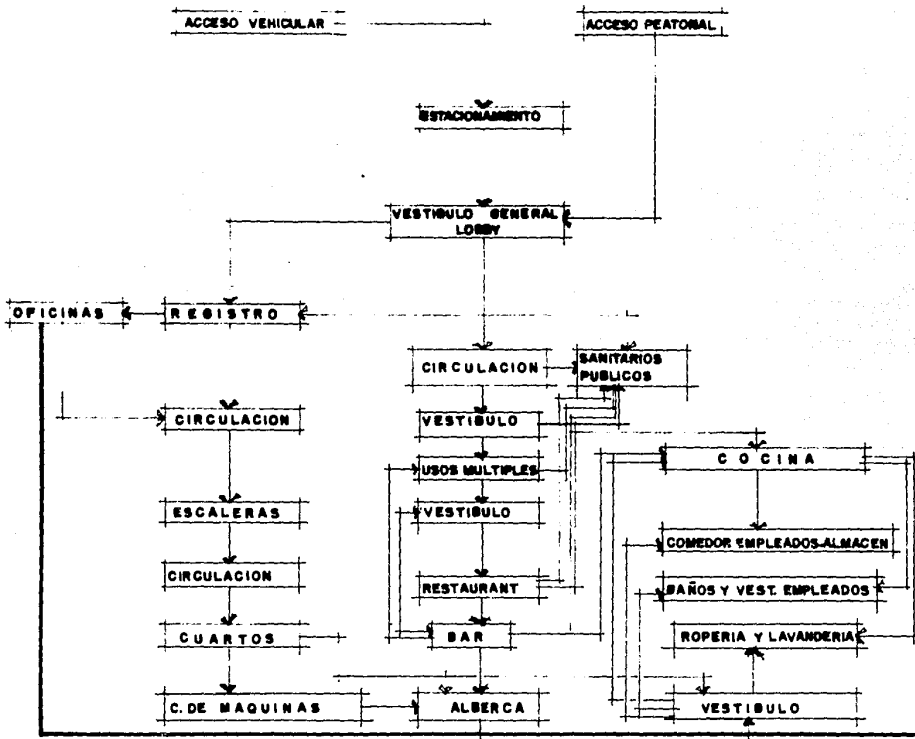 ACCESO VEHICULAR
ACCESO PEATONAL
ESTACIONAMIENTO
VESTIBULO GENERAL
LOBBY
OFICINAS
REGISTRO
CIRCULACION
SANITARIOS
PUBLICOS
CIRCULACION
VESTIBULO
USOS MULTIPLES
COCINA
ESCALERAS
VESTIBULO
COMEDOR EMPLEADOS-ALMACEN
CIRCULACION
RESTAURANT
BAÑOS Y VEST. EMPLEADOS
CUARTOS
BAR
ROPERIA Y LAVANDERIA
C. DE MAQUINAS
ALBERCA
VESTIBULO